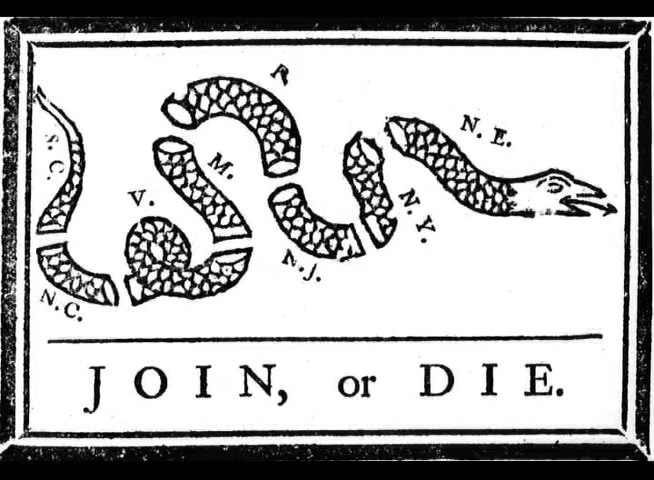 N. E.
S. C.
M.
V.
N. Y.
N. J.
N. C.
JOIN, or DIE.